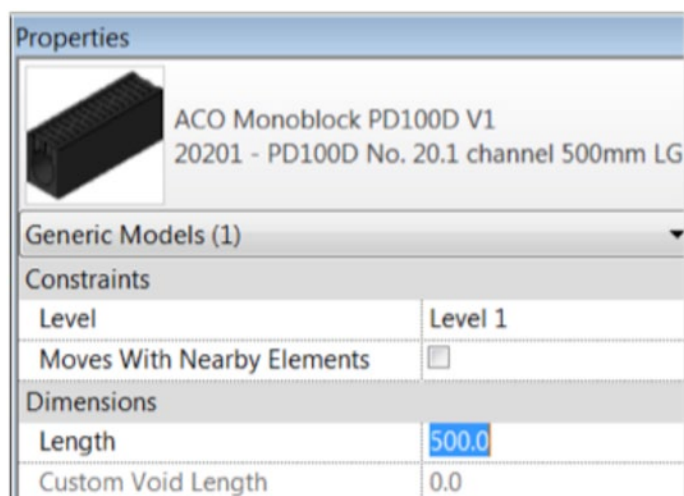 Properties
ACO Monoblock PD100D V1
20201 - PD100D No. 20.1 channel 500mm LG
Generic Models (1)
Constraints
Level Level 1
Moves With Nearby Elements
Dimensions
Length 500.0
Custom Void Length 0.0